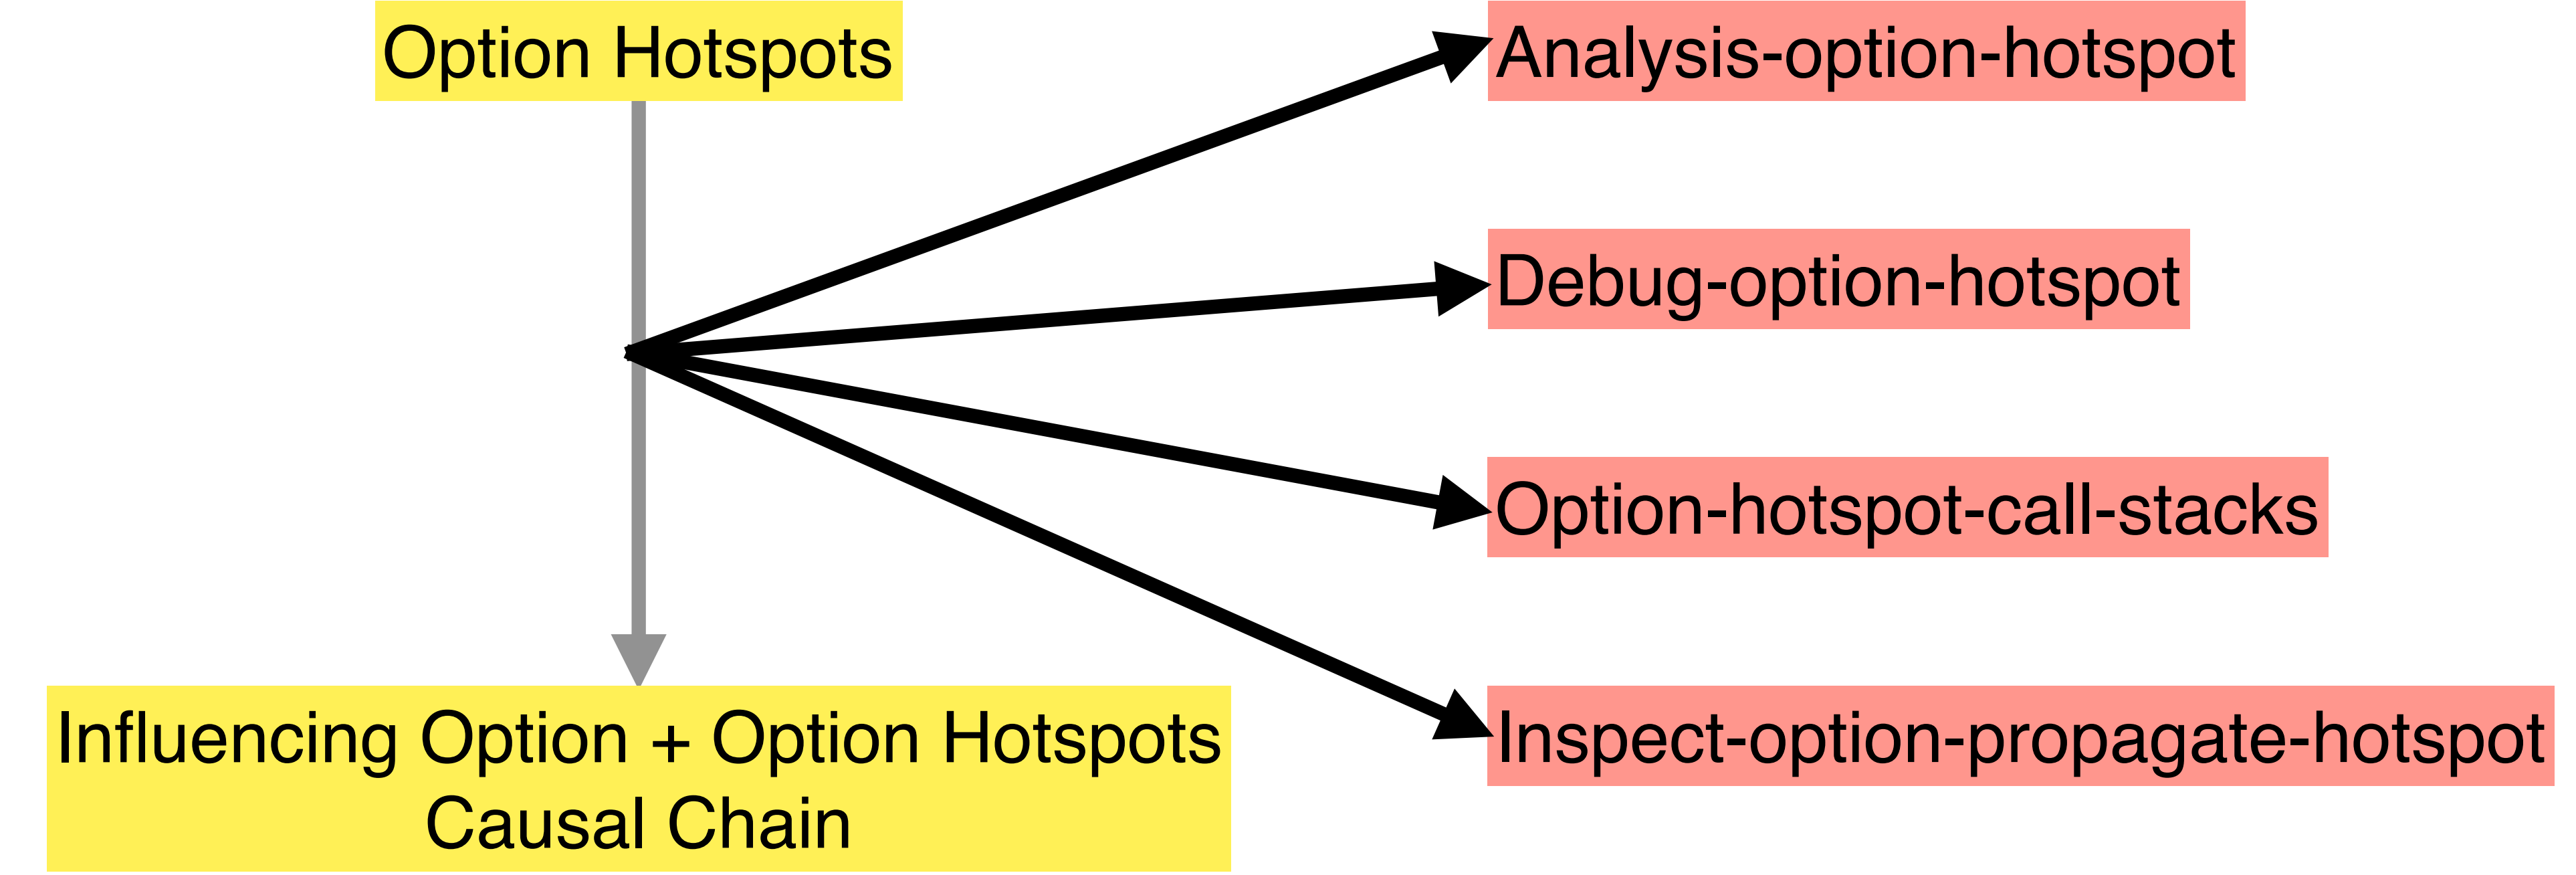 Option Hotspots
Analysis-option-hotspot
Debug-option-hotspot
Option-hotspot-call-stacks
Influencing Option + Option Hotspots
Causal Chain
Inspect-option-propagate-hotspot